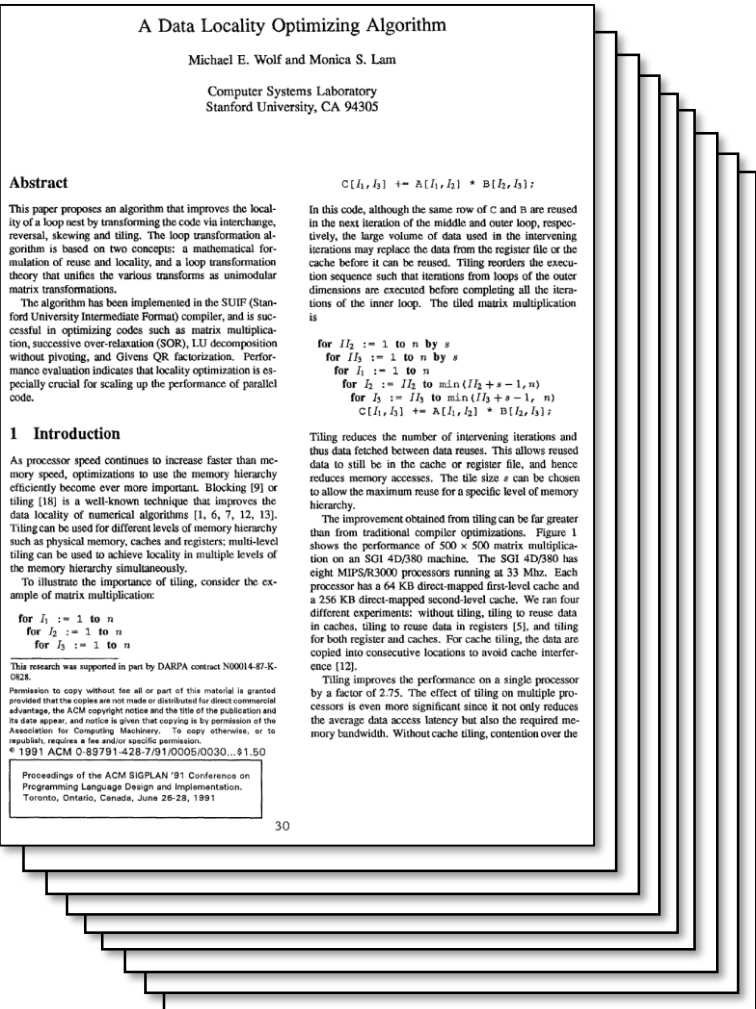 A Data Locality Optimizing Algorithm
Michael E. Wolf and Monica S. Lam
Computer Systems Laboratory
Stanford University, CA 94305
Abstract
This paper proposes an algorithm that improves the local-
ity of a loop nest by transforming the code via interchange,
reversal, skewing and tiling. The loop transformation al-
gorithm is based on two concepts: a mathematical for-
mulation of reuse and locality, and a loop transformation
theory that unifies the various transforms as unimodular
matrix transformations.
The algorithm has been implemented in the SUIF (Stan-
ford University Intermediate Format) compiler, and is suc-
cessful in optimizing codes such as matrix multiplica-
tion, successive over-relaxation (SOR), LU decomposition
without pivoting, and Givens QR factorization. Perfor-
mance evaluation indicates that locality optimization is es-
pecially crucial for scaling up the performance of parallel
code.
1 Introduction
As processor speed continues to increase faster than me-
mory speed, optimizations to use the memory hierarchy
efficiently become ever more important. Blocking [9] or
tiling [18] is a well-known technique that improves the
data locality of numerical algorithms [1, 6, 7, 12, 13].
Tiling can be used for different levels of memory hierarchy
such as physical memory, caches and registers; multi-level
tiling can be used to achieve locality in multiple levels of
the memory hierarchy simultaneously.
To illustrate the importance of tiling, consider the ex-
ample of matrix multiplication:
for I₁ := 1 to n
for I₂ := 1 to n
for I₃ := 1 to n
This research was supported in part by DARPA contract N00014-87-K-
0828.
Permission to copy without fee all or part of this material is granted
provided that the copies are not made or distributed for direct commercial
advantage, the ACM copyright notice and the title of the publication and
its date appear, and notice is given that copying is by permission of the
Association for Computing Machinery. To copy otherwise, or to
republish, requires a fee and/or specific permission.
© 1991 ACM 0-89791-428-7/91/0005/0030...$1.50
Proceedings of the ACM SIGPLAN '91 Conference on
Programming Language Design and Implementation.
Toronto, Ontario, Canada, June 26-28, 1991
C[I₁,I₃] += A[I₁,I₂] * B[I₂,I₃];
In this code, although the same row of C and B are reused
in the next iteration of the middle and outer loop, respec-
tively, the large volume of data used in the intervening
iterations may replace the data from the register file or the
cache before it can be reused. Tiling reorders the execu-
tion sequence such that iterations from loops of the outer
dimensions are executed before completing all the itera-
tions of the inner loop. The tiled matrix multiplication
is
for II₂ := 1 to n by s
for II₃ := 1 to n by s
for I₁ := 1 to n
for I₂ := II₂ to min(II₂ + s − 1, n)
for I₃ := II₃ to min(II₃ + s − 1, n)
C[I₁,I₃] += A[I₁,I₂] * B[I₂,I₃];
Tiling reduces the number of intervening iterations and
thus data fetched between data reuses. This allows reused
data to still be in the cache or register file, and hence
reduces memory accesses. The tile size s can be chosen
to allow the maximum reuse for a specific level of memory
hierarchy.
The improvement obtained from tiling can be far greater
than from traditional compiler optimizations. Figure 1
shows the performance of 500 × 500 matrix multiplica-
tion on an SGI 4D/380 machine. The SGI 4D/380 has
eight MIPS/R3000 processors running at 33 Mhz. Each
processor has a 64 KB direct-mapped first-level cache and
a 256 KB direct-mapped second-level cache. We ran four
different experiments: without tiling, tiling to reuse data
in caches, tiling to reuse data in registers [5], and tiling
for both register and caches. For cache tiling, the data are
copied into consecutive locations to avoid cache interfer-
ence [12].
Tiling improves the performance on a single processor
by a factor of 2.75. The effect of tiling on multiple pro-
cessors is even more significant since it not only reduces
the average data access latency but also the required me-
mory bandwidth. Without cache tiling, contention over the
30